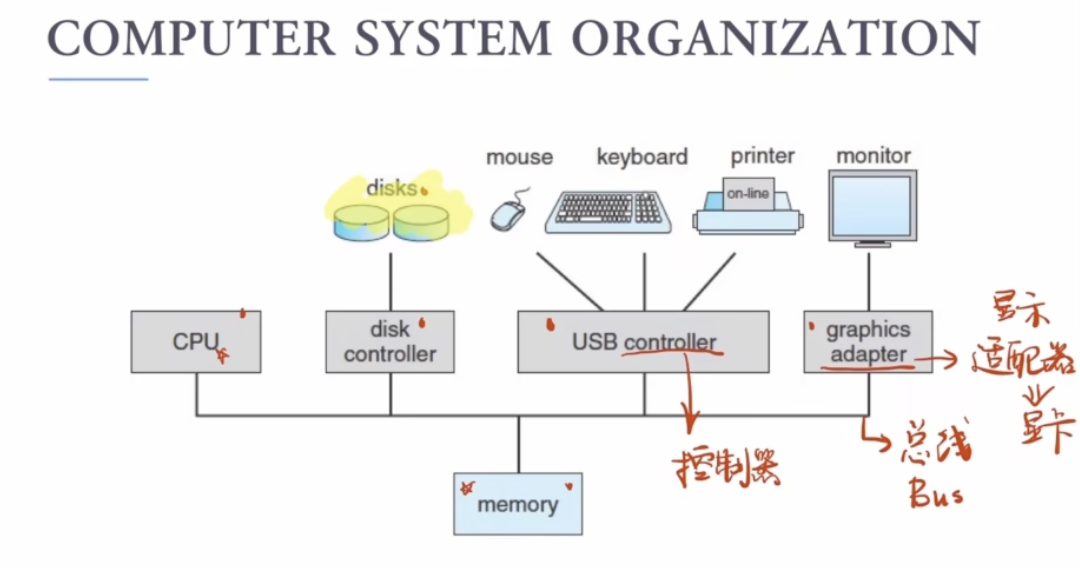 COMPUTER SYSTEM ORGANIZATION
mouse
keyboard
printer
monitor
disks
on-line
CPU
disk
controller
USB controller
graphics
adapter
显示
适配器
显卡
控制器
总线
Bus
memory